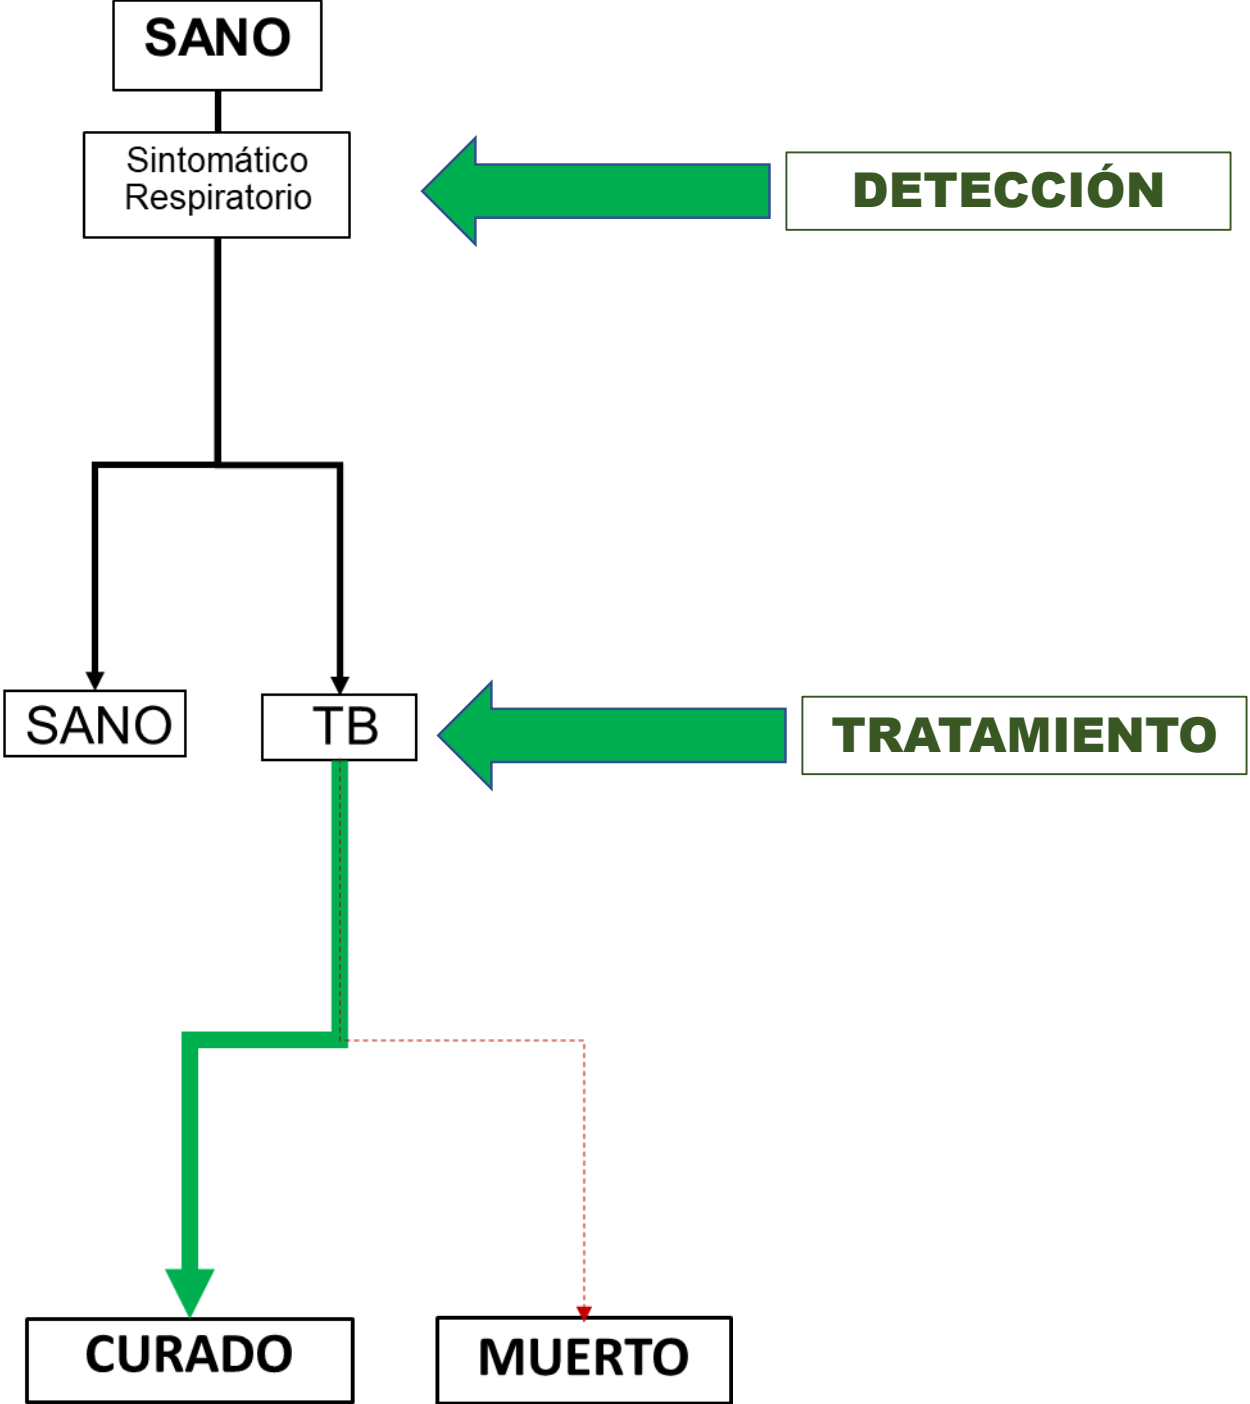 SANO
Sintomático
Respiratorio
DETECCIÓN
SANO
TB
TRATAMIENTO
CURADO
MUERTO